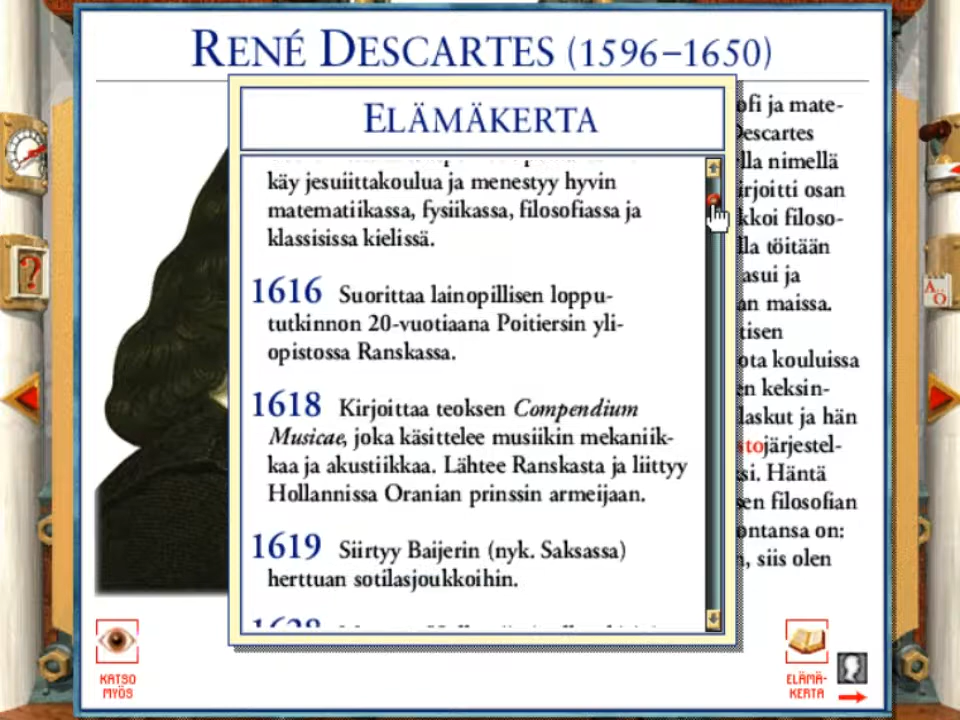 RENÉ DESCARTES (1596–1650)
ELÄMÄKERTA
käy jesuiittakoulua ja menestyy hyvin
matematiikassa, fysiikassa, filosofiassa ja
klassisissa kielissä.
1616 Suorittaa lainopillisen loppu-
tutkinnon 20-vuotiaana Poitiersin yli-
opistossa Ranskassa.
1618 Kirjoittaa teoksen Compendium
Musicae, joka käsittelee musiikin mekaniik-
kaa ja akustiikkaa. Lähtee Ranskasta ja liittyy
Hollannissa Oranian prinssin armeijaan.
1619 Siirtyy Baijerin (nyk. Saksassa)
herttuan sotilasjoukkoihin.
ofi ja mate-
Descartes
lla nimellä
irjoitti osan
kkoi filoso-
lla töitään
asui ja
an maissa.
tisen
ota kouluissa
en keksin-
laskut ja hän
stojärjestel-
ksi. Häntä
sen filosofian
ontansa on:
n, siis olen
KATSO
MYÖS
ELÄMÄ-
KERTA
A..
O
?